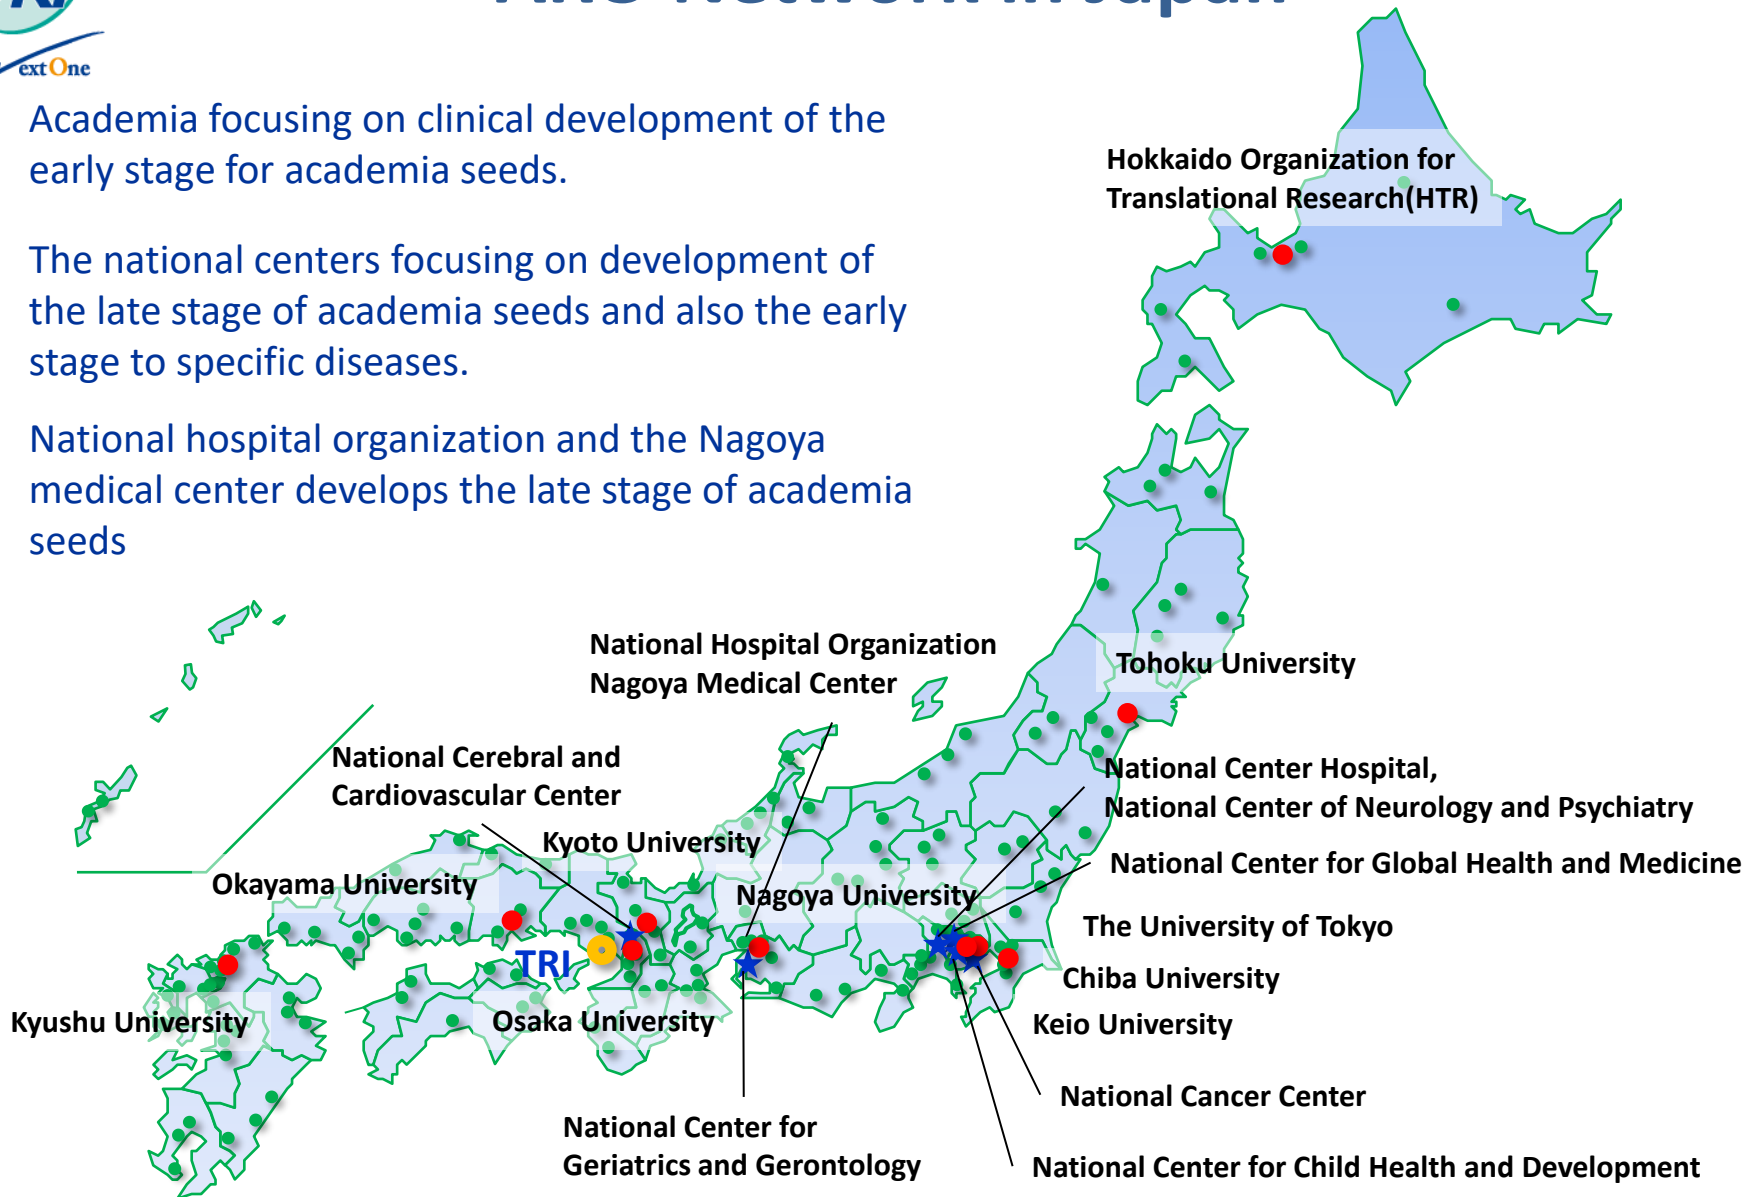 ARO Network in Japan
extOne
Academia focusing on clinical development of the
early stage for academia seeds.
The national centers focusing on development of
the late stage of academia seeds and also the early
stage to specific diseases.
National hospital organization and the Nagoya
medical center develops the late stage of academia
seeds
Hokkaido Organization for
Translational Research(HTR)
National Hospital Organization
Nagoya Medical Center
Tohoku University
National Cerebral and
Cardiovascular Center
National Center Hospital,
National Center of Neurology and Psychiatry
Kyoto University
National Center for Global Health and Medicine
Okayama University
Nagoya University
The University of Tokyo
TRI
Chiba University
Kyushu University
Osaka University
Keio University
National Cancer Center
National Center for
Geriatrics and Gerontology
National Center for Child Health and Development